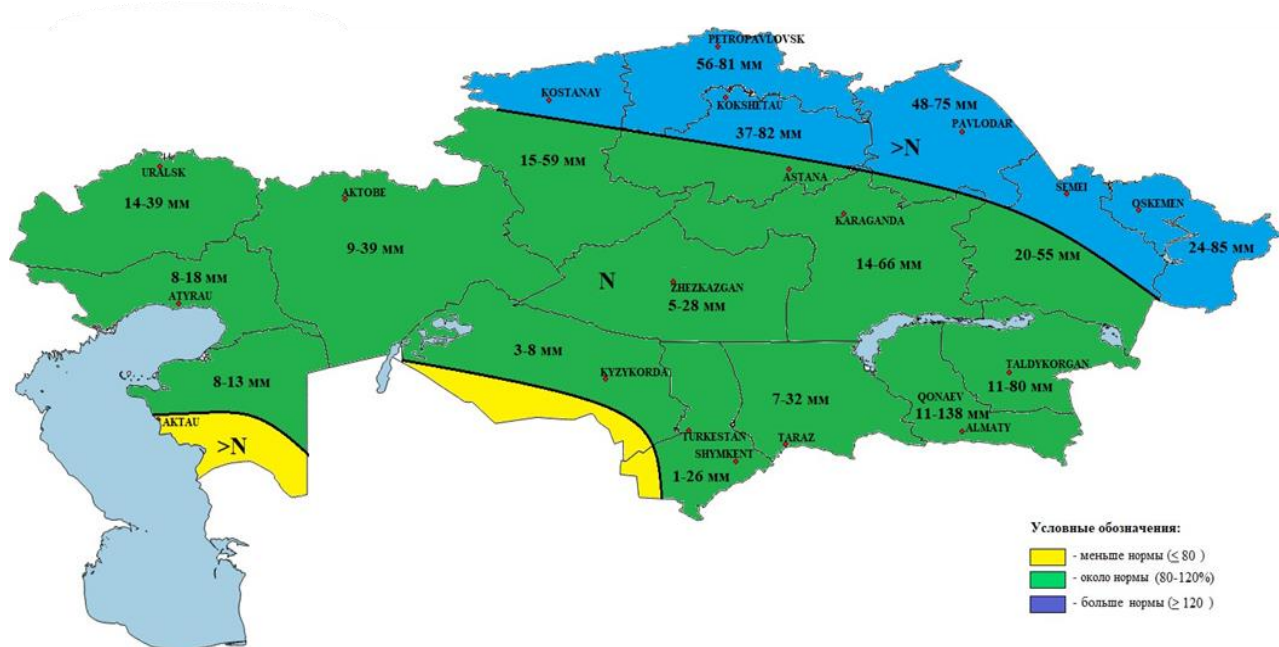 PETROPAVLOVSK
56-81 мм
KOSTANAY
KOKSHETAU
48-75 мм
PAVLODAR
37-82 мм
>N
15-59 мм
URALSK
ASTANA
AKTOBE
SEMEI
OSKEMEN
14-39 мм
KARAGANDA
9-39 мм
24-85 мм
20-55 мм
14-66 мм
8-18 мм
N
ZHEZKAZGAN
ATYRAU
5-28 мм
3-8 мм
8-13 мм
KYZYKORDA
TALDYKORGAN
7-32 мм
11-80 мм
QONAEV
11-138 мм
AKTAU
TURKESTAN
ALMATY
>N
TARAZ
SHYMKENT
1-26 мм
Условные обозначения:
- меньше нормы (≤ 80 )
- около нормы (80-120%)
- больше нормы (≥ 120 )